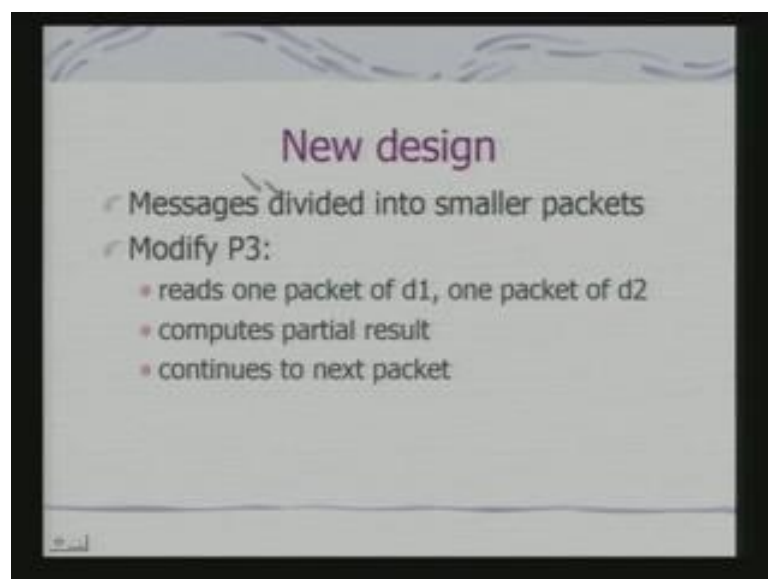 New design
Messages divided into smaller packets
Modify P3:
reads one packet of d1, one packet of d2
computes partial result
continues to next packet